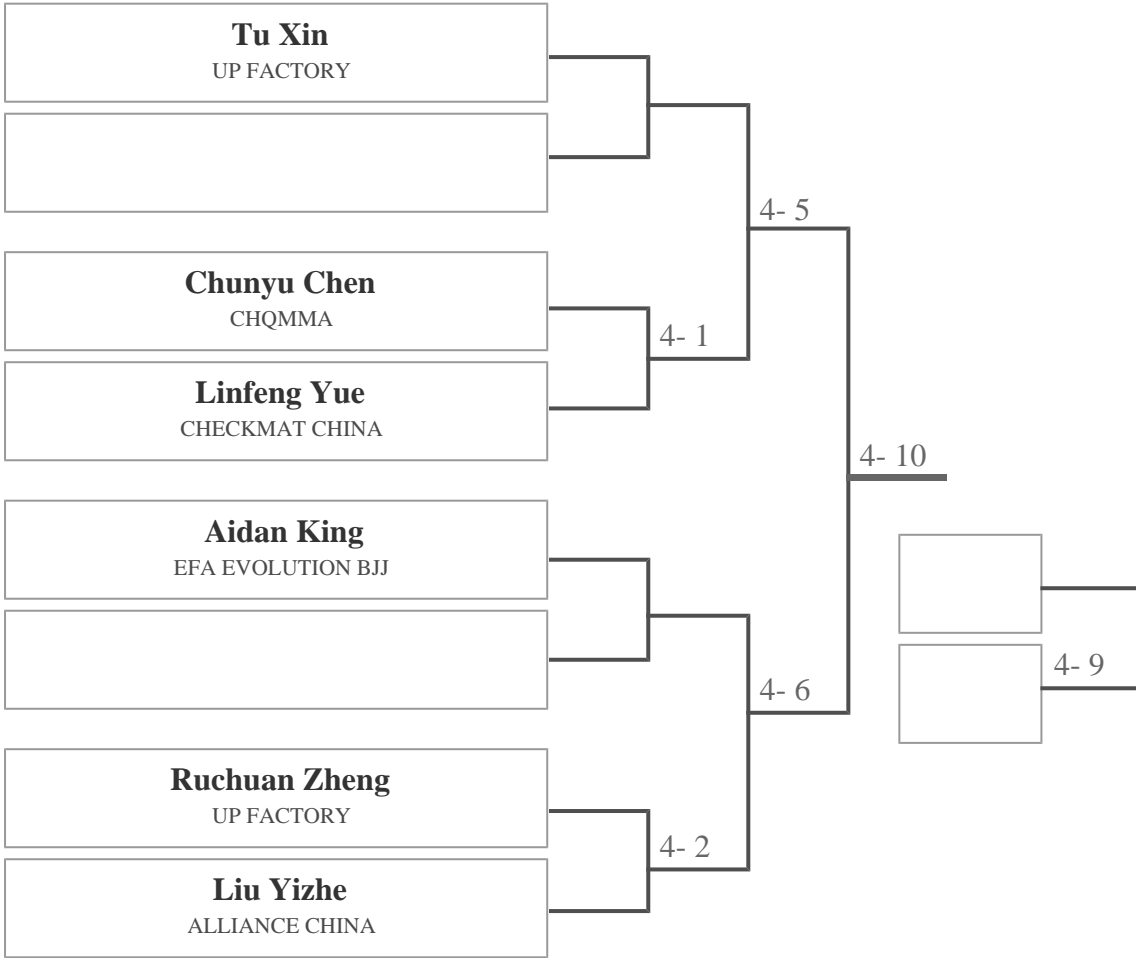 Tu Xin
UP FACTORY
4- 5
Chunyu Chen
CHQMMA
4- 1
Linfeng Yue
CHECKMAT CHINA
4- 10
Aidan King
EFA EVOLUTION BJJ
4- 9
4- 6
Ruchuan Zheng
UP FACTORY
4- 2
Liu Yizhe
ALLIANCE CHINA